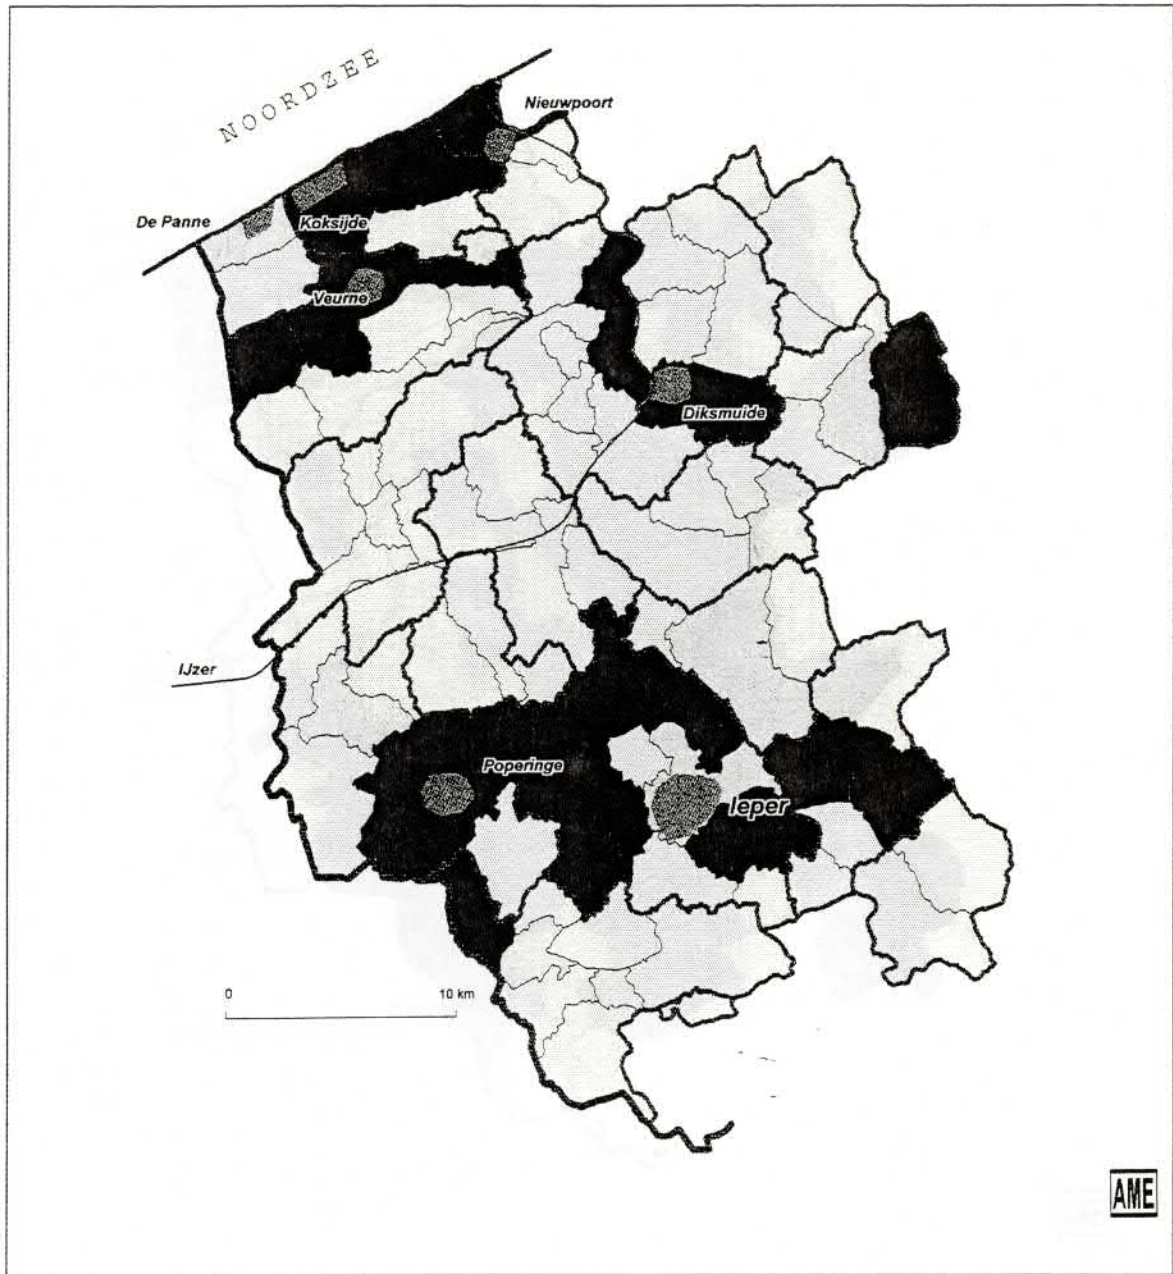 NOORDZEE
Nieuwpoort
De Panne
Koksijde
Veurne
Diksmuide
IJzer
Poperinge
Ieper
0 10 km
AME